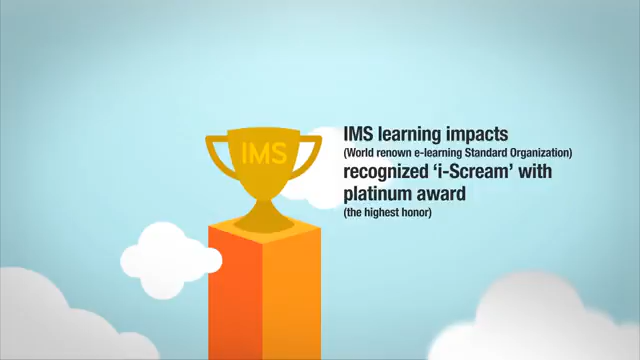 IMS
IMS learning impacts
(World renown e-learning Standard Organization)
recognized ‘i-Scream’ with
platinum award
(the highest honor)